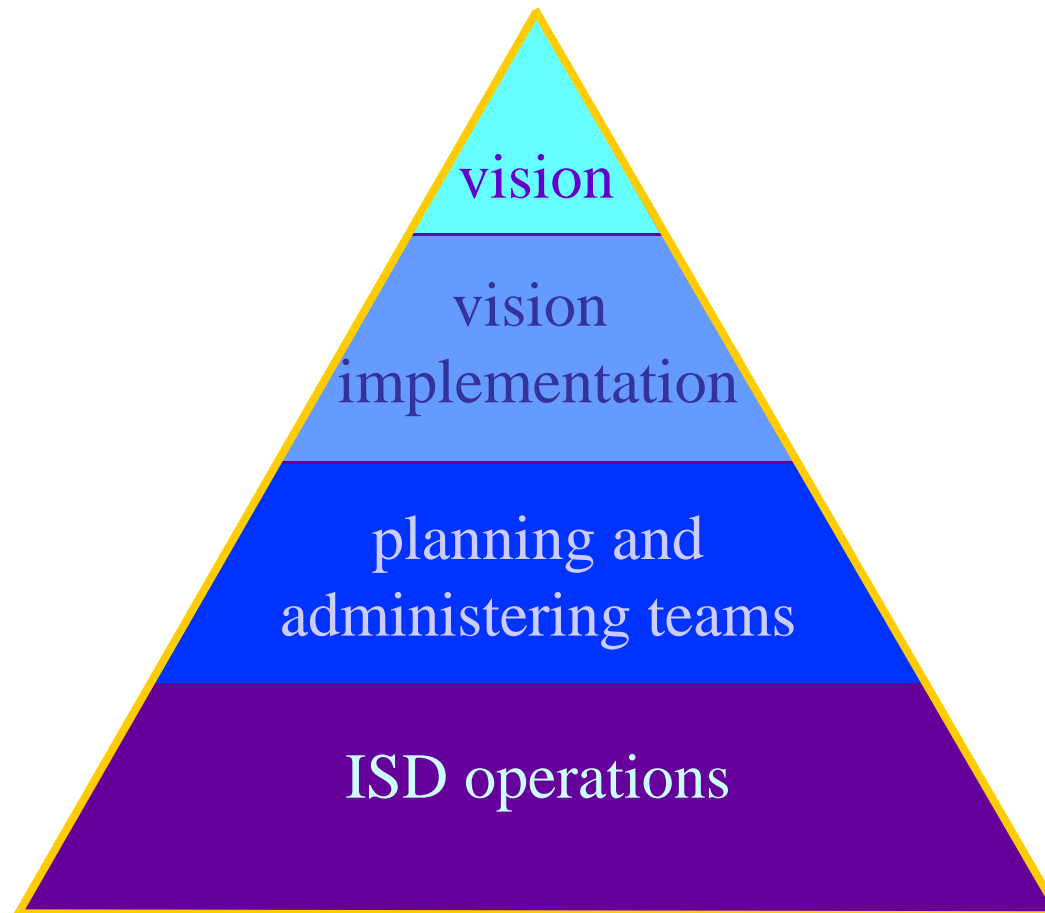 vision
vision
implementation
planning and
administering teams
ISD operations